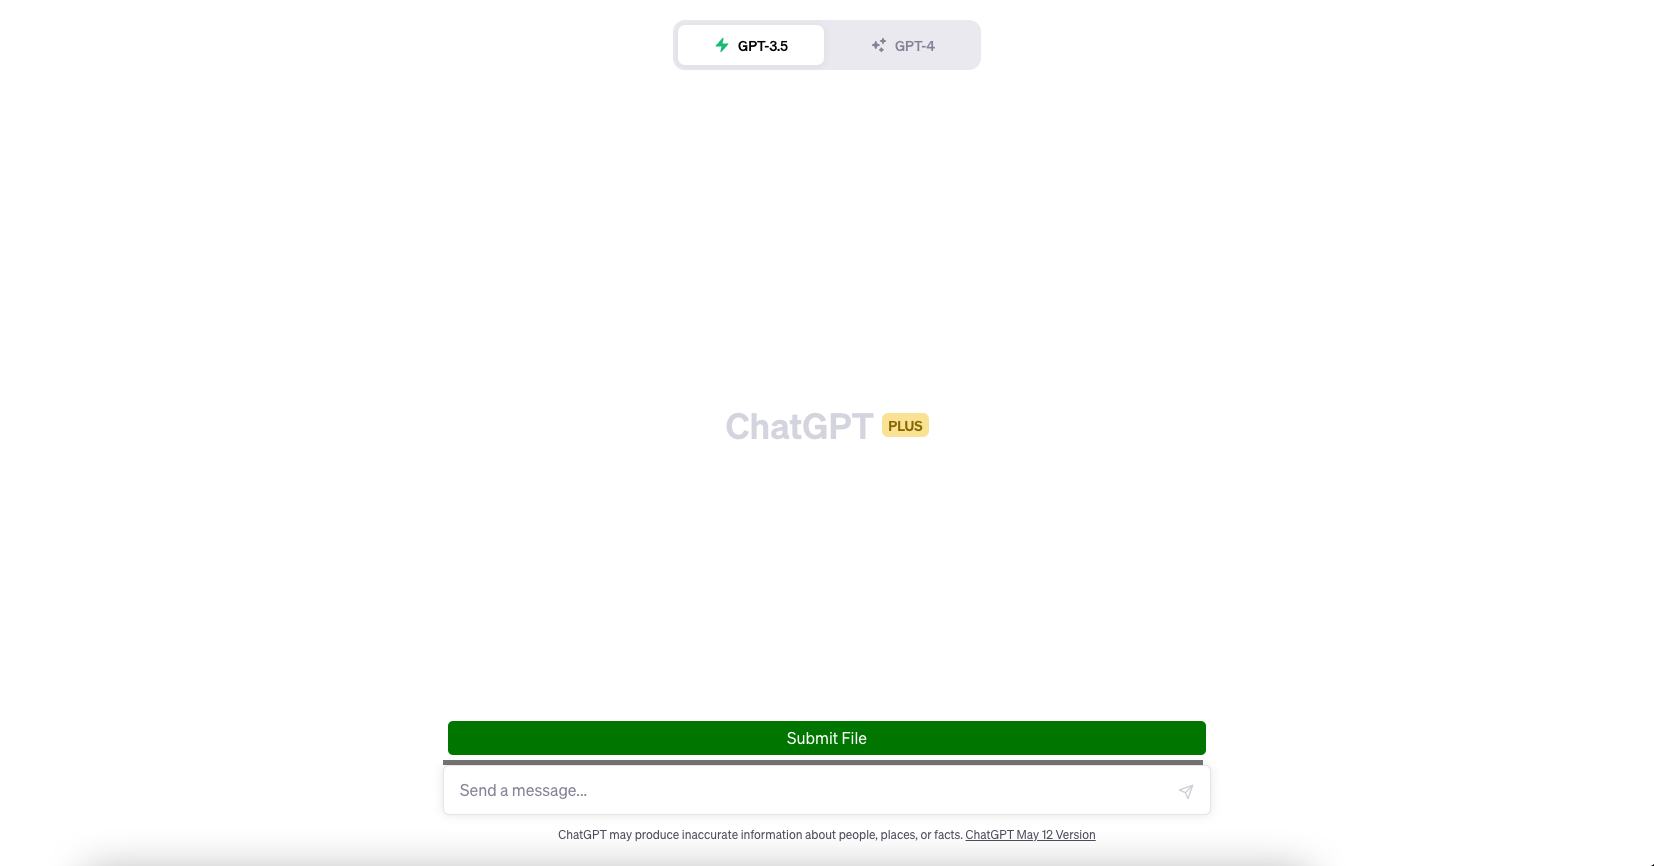 GPT-3.5
GPT-4
ChatGPT PLUS
Submit File
Send a message...
ChatGPT may produce inaccurate information about people, places, or facts. ChatGPT May 12 Version